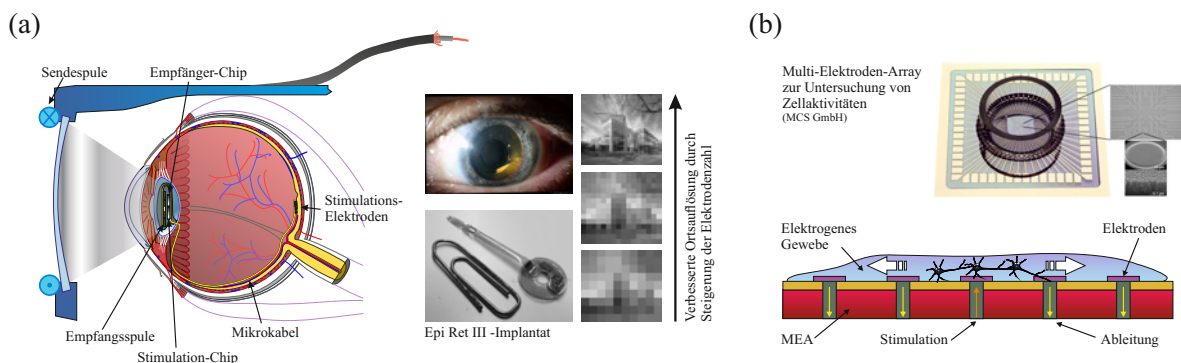 (a)
Sendespule
Empfänger-Chip
Stimulations-
Elektroden
Mikrokabel
Empfangsspule
Stimulation-Chip
Epi Ret III -Implantat
Verbesserte Ortsauflösung durch
Steigerung der Elektrodenzahl
(b)
Multi-Elektroden-Array
zur Untersuchung von
Zellaktivitäten
(MCS GmbH)
Elektrogenes
Gewebe
Elektroden
MEA
Stimulation
Ableitung